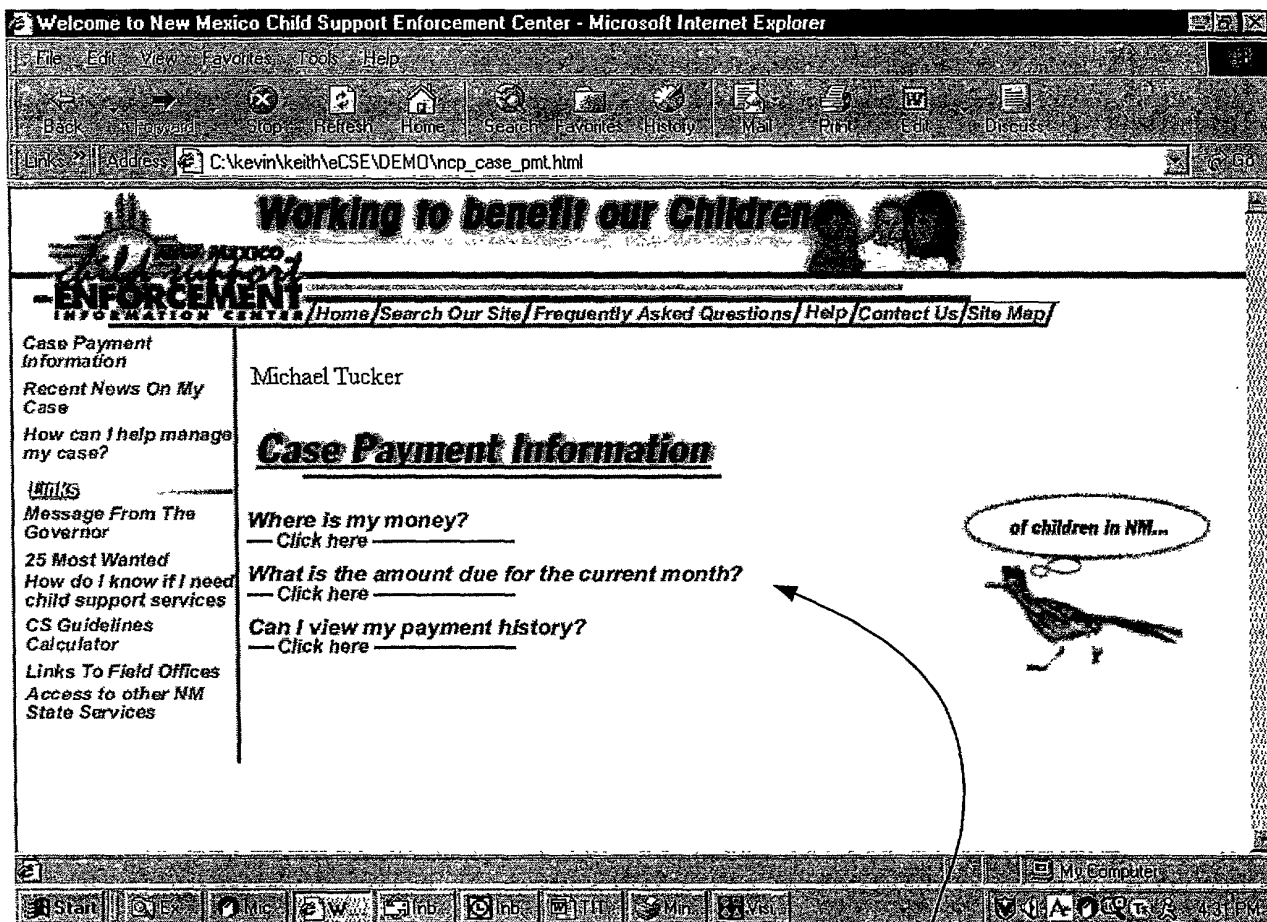 Welcome to New Mexico Child Support Enforcement Center - Microsoft Internet Explorer
File Edit View Favorites Tools Help
Back Forward Stop Refresh Home Search Favorites History Mail Print Edit Discuss
Links » Address C:\kevin\keith\eCSE\DEMO\ncp_case_pmt.html Go
Working to benefit our Children
NEW MEXICO
child support
ENFORCEMENT
INFORMATION CENTER
Home/Search Our Site/Frequently Asked Questions/Help/Contact Us/Site Map/
Case Payment
Information
Recent News On My
Case
How can I help manage
my case?
Links
Message From The
Governor
25 Most Wanted
How do I know if I need
child support services
CS Guidelines
Calculator
Links To Field Offices
Access to other NM
State Services
Michael Tucker
Case Payment Information
Where is my money?
Click here
What is the amount due for the current month?
Click here
Can I view my payment history?
Click here
of children in NM...
My Computer
Start